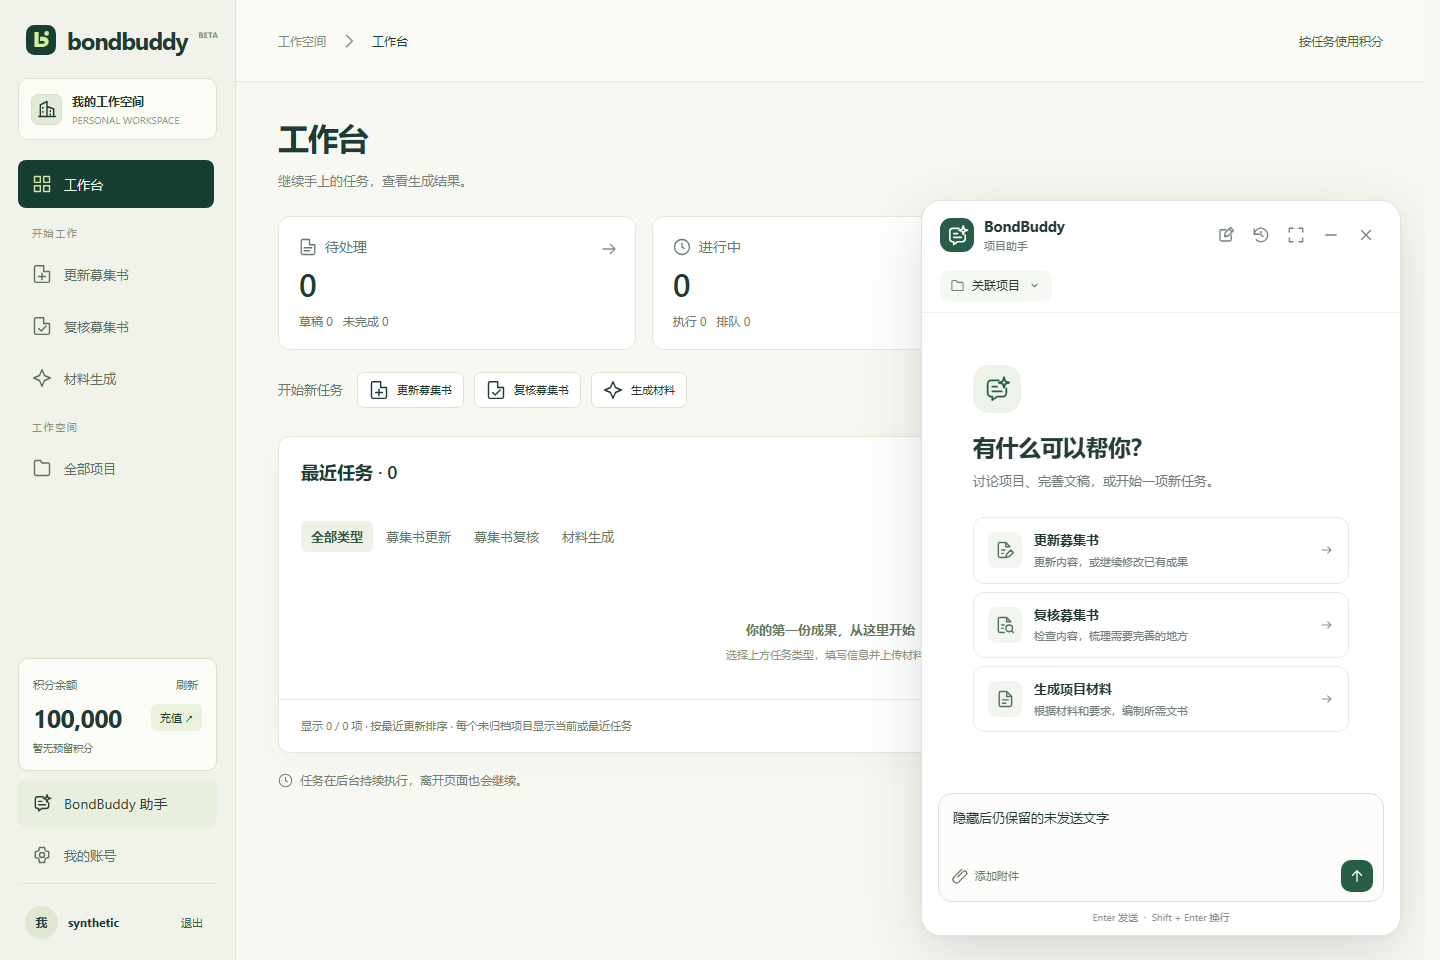 bondbuddy BETA
我的工作空间
PERSONAL WORKSPACE
工作台
开始工作
更新募集书
复核募集书
材料生成
工作空间
全部项目
积分余额 刷新
100,000 充值 ↗
暂无预留积分
BondBuddy 助手
我的账号
我 synthetic 退出
工作空间 工作台 按任务使用积分
工作台
继续手上的任务，查看生成结果。
待处理
0
草稿 0 未完成 0
进行中
0
执行 0 排队 0
开始新任务 更新募集书 复核募集书 生成材料
最近任务 · 0
全部类型 募集书更新 募集书复核 材料生成
你的第一份成果，从这里开始
选择上方任务类型，填写信息并上传材料
显示 0 / 0 项 · 按最近更新排序 · 每个未归档项目显示当前或最近任务
任务在后台持续执行，离开页面也会继续。
BondBuddy
项目助手
关联项目
有什么可以帮你？
讨论项目、完善文稿，或开始一项新任务。
更新募集书
更新内容，或继续修改已有成果
复核募集书
检查内容，梳理需要完善的地方
生成项目材料
根据材料和要求，编制所需文书
隐藏后仍保留的未发送文字
添加附件
Enter 发送 · Shift + Enter 换行